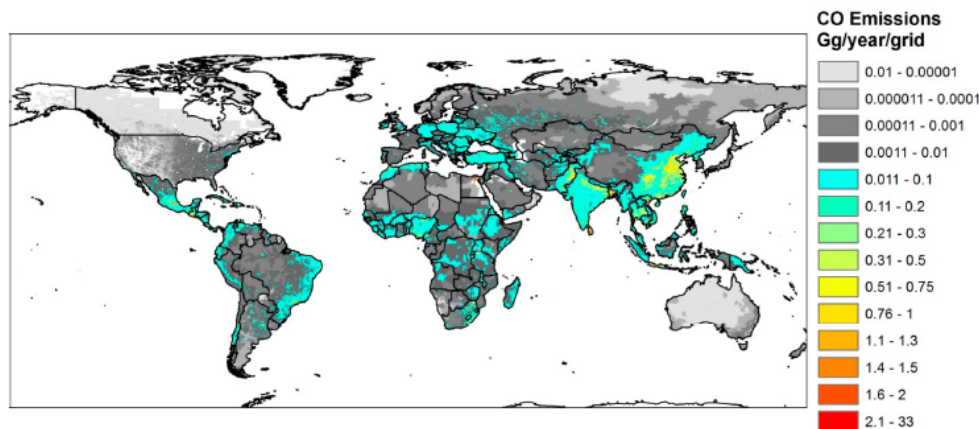 CO Emissions
Gg/year/grid
0.01 - 0.00001
0.000011 - 0.0001
0.00011 - 0.001
0.0011 - 0.01
0.011 - 0.1
0.11 - 0.2
0.21 - 0.3
0.31 - 0.5
0.51 - 0.75
0.76 - 1
1.1 - 1.3
1.4 - 1.5
1.6 - 2
2.1 - 33